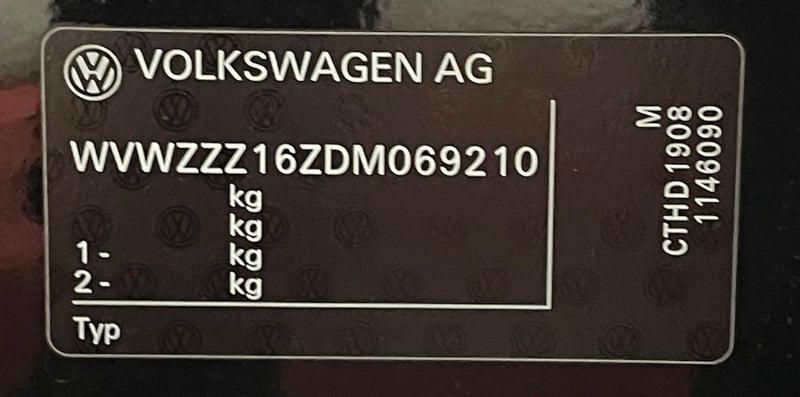 VOLKSWAGEN AG
WVWZZZ16ZDM069210
kg
kg
1- kg
2- kg
Typ
M
CTHD1908
1146090